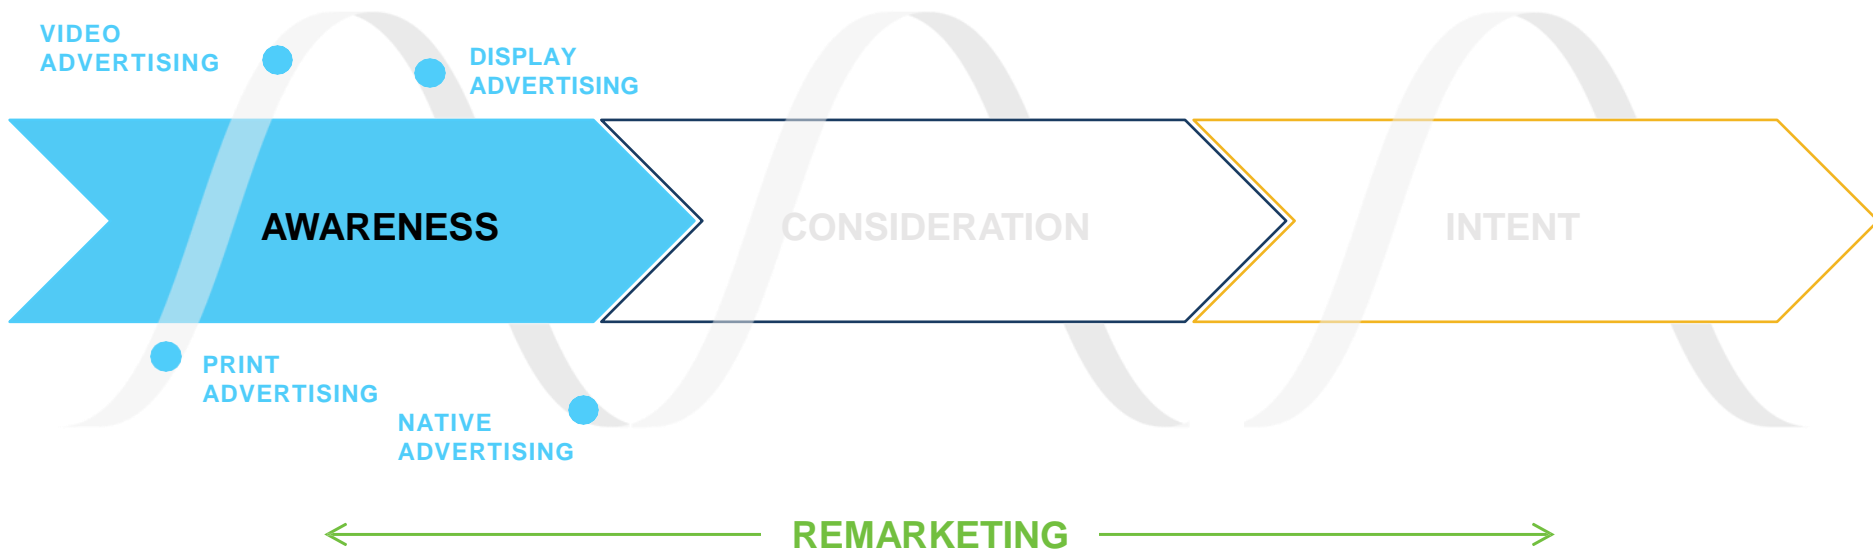 VIDEO
ADVERTISING
DISPLAY
ADVERTISING
AWARENESS
CONSIDERATION
INTENT
PRINT
ADVERTISING
NATIVE
ADVERTISING
REMARKETING